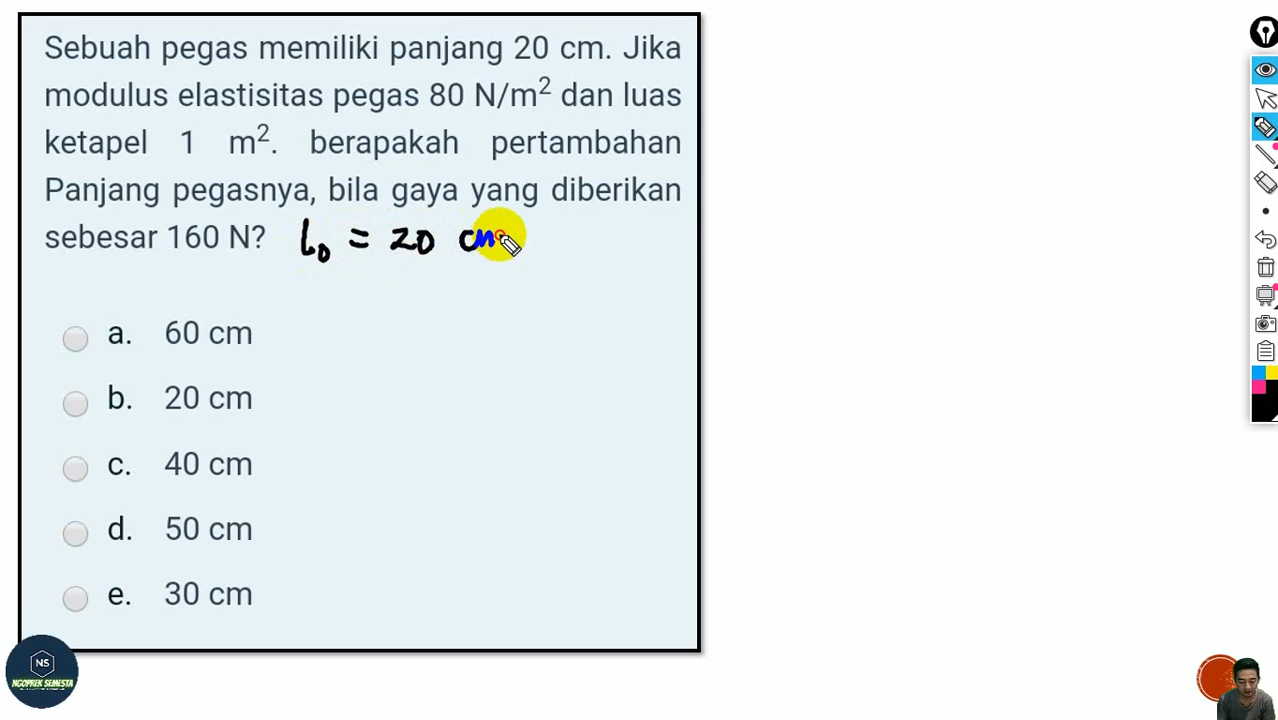 Sebuah pegas memiliki panjang 20 cm. Jika
modulus elastisitas pegas 80 N/m² dan luas
ketapel 1 m². berapakah pertambahan
Panjang pegasnya, bila gaya yang diberikan
sebesar 160 N? l₀ = 20 cm
a. 60 cm
b. 20 cm
c. 40 cm
d. 50 cm
e. 30 cm
NS
NGOPREK SEMESTA